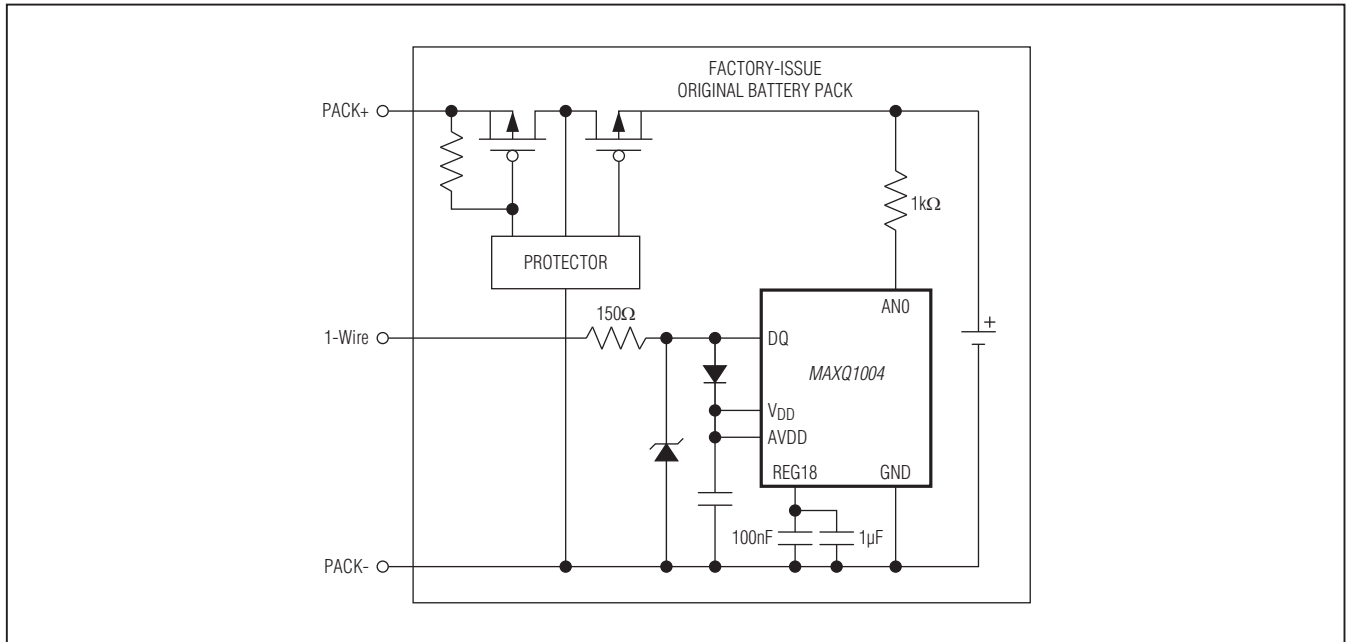 FACTORY-ISSUE
ORIGINAL BATTERY PACK
PACK+
1kΩ
PROTECTOR
AN0
150Ω
+
1-Wire
DQ
MAXQ1004
VDD
AVDD
REG18
GND
100nF
1µF
PACK-